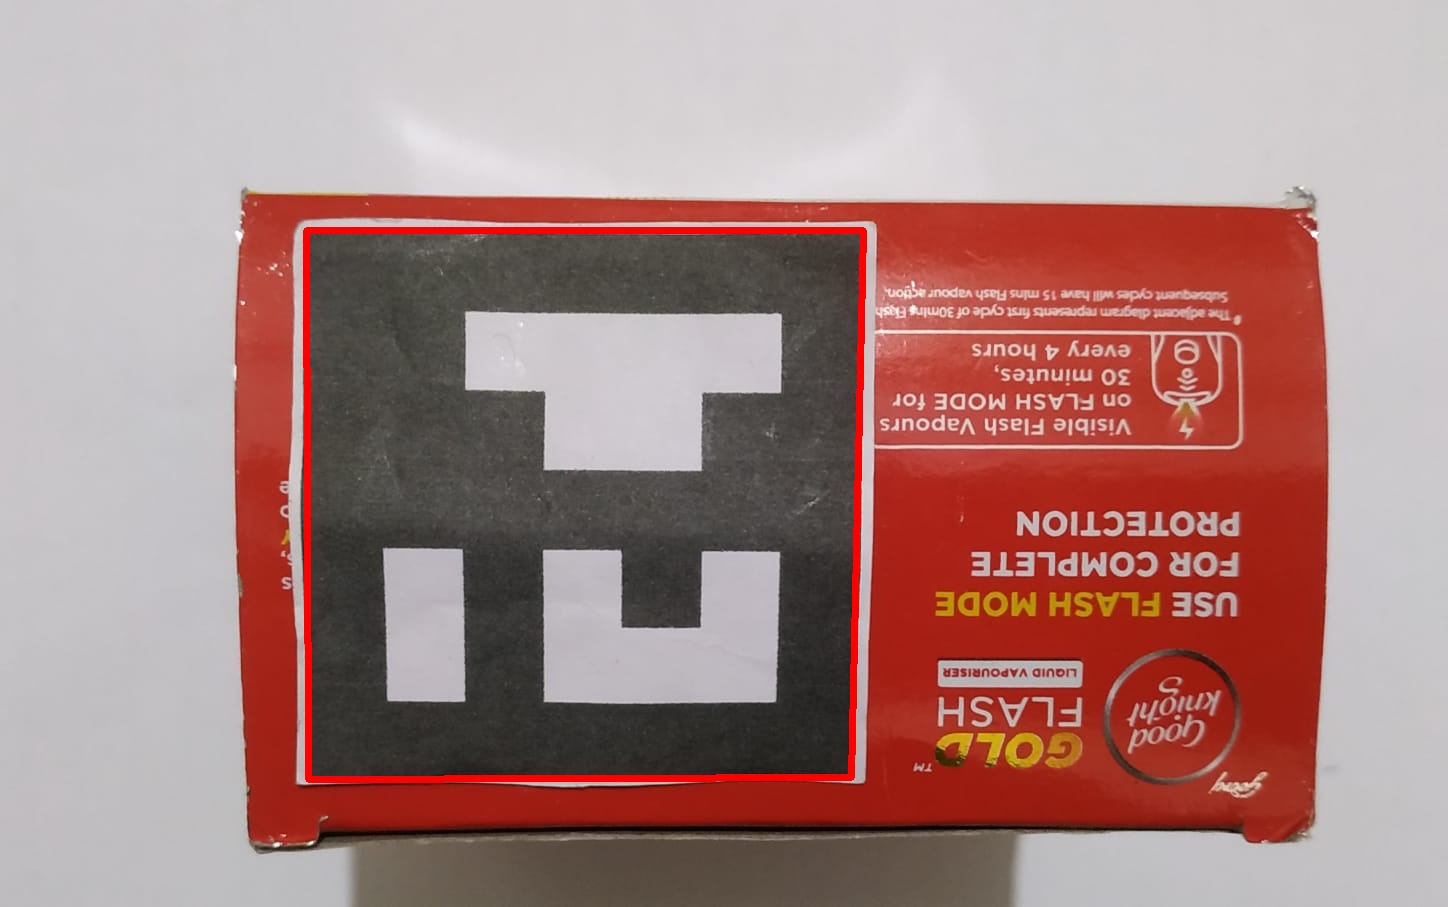 godrej
Good
knight
GOLD™
FLASH
LIQUID VAPOURISER
USE FLASH MODE
FOR COMPLETE
PROTECTION
Visible Flash Vapours
on FLASH MODE for
30 minutes,
every 4 hours
* The adjacent diagram represents first cycle of 30mins Flash
Subsequent cycles will have 15 mins Flash vapour action.